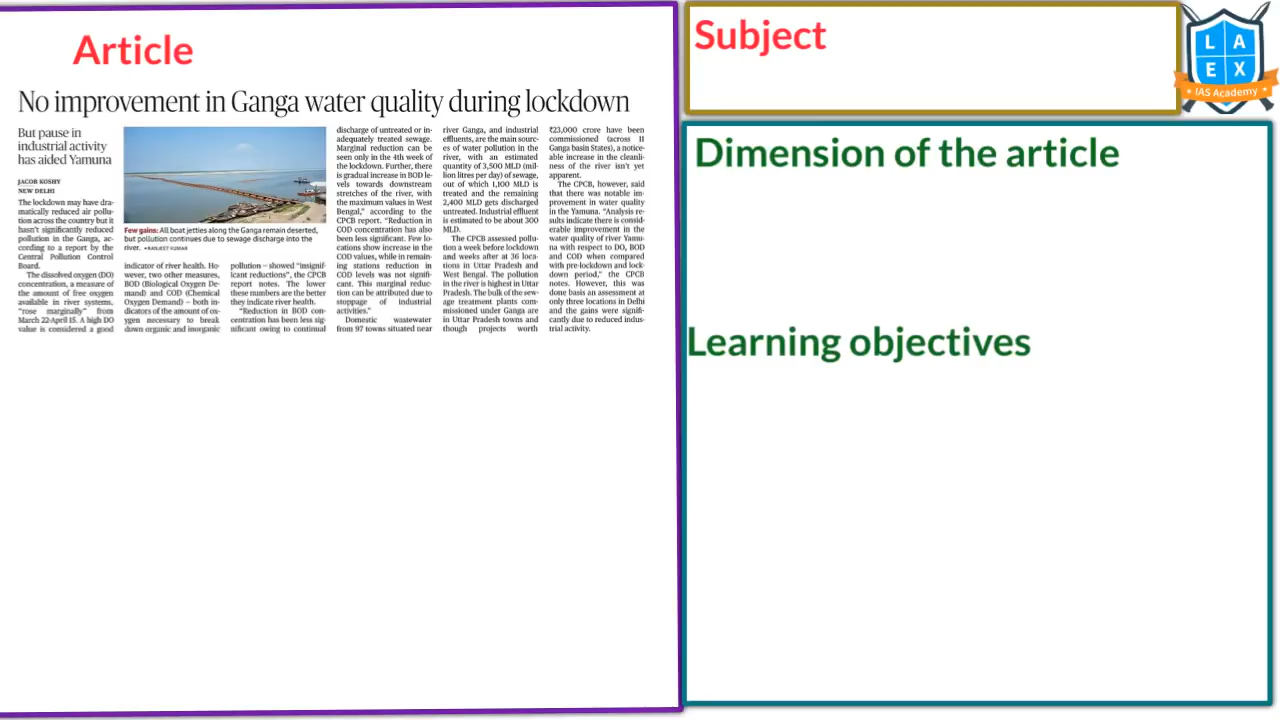 Article
No improvement in Ganga water quality during lockdown
But pause in
industrial activity
has aided Yamuna
JACOB KOSHY
NEW DELHI
The lockdown may have dra-
matically reduced air pollu-
tion across the country but it
hasn't significantly reduced
pollution in the Ganga, ac-
cording to a report by the
Central Pollution Control
Board.
The dissolved oxygen (DO)
concentration, a measure of
the amount of free oxygen
available in river systems,
"rose marginally" from
March 22-April 15. A high DO
value is considered a good
Few gains: All boat jetties along the Ganga remain deserted,
but pollution continues due to sewage discharge into the
river. •RANJEET KUMAR
indicator of river health. Ho-
wever, two other measures,
BOD (Biological Oxygen De-
mand) and COD (Chemical
Oxygen Demand) – both in-
dicators of the amount of ox-
ygen necessary to break
down organic and inorganic
pollution – showed "insignif-
icant reductions", the CPCB
report notes. The lower
these numbers are the better
they indicate river health.
"Reduction in BOD con-
centration has been less sig-
nificant owing to continual
discharge of untreated or in-
adequately treated sewage.
Marginal reduction can be
seen only in the 4th week of
the lockdown. Further, there
is gradual increase in BOD le-
vels towards downstream
stretches of the river, with
the maximum values in West
Bengal," according to the
CPCB report. "Reduction in
COD concentration has also
been less significant. Few lo-
cations show increase in the
COD values, while in remain-
ing stations reduction in
COD levels was not signifi-
cant. This marginal reduc-
tion can be attributed due to
stoppage of industrial
activities."
Domestic wastewater
from 97 towns situated near
river Ganga, and industrial
effluents, are the main sourc-
es of water pollution in the
river, with an estimated
quantity of 3,500 MLD (mil-
lion litres per day) of sewage,
out of which 1,100 MLD is
treated and the remaining
2,400 MLD gets discharged
untreated. Industrial effluent
is estimated to be about 300
MLD.
The CPCB assessed pollu-
tion a week before lockdown
and weeks after at 36 loca-
tions in Uttar Pradesh and
West Bengal. The pollution
in the river is highest in Uttar
Pradesh. The bulk of the sew-
age treatment plants com-
missioned under Ganga are
in Uttar Pradesh towns and
though projects worth
₹23,000 crore have been
commissioned (across 11
Ganga basin States), a notice-
able increase in the cleanli-
ness of the river isn't yet
apparent.
The CPCB, however, said
that there was notable im-
provement in water quality
in the Yamuna. "Analysis re-
sults indicate there is consid-
erable improvement in the
water quality of river Yamu-
na with respect to DO, BOD
and COD when compared
with pre-lockdown and lock-
down period," the CPCB
notes. However, this was
done basis an assessment at
only three locations in Delhi
and the gains were signifi-
cantly due to reduced indus-
trial activity.
Subject
L A
E X
IAS Academy
Dimension of the article
Learning objectives